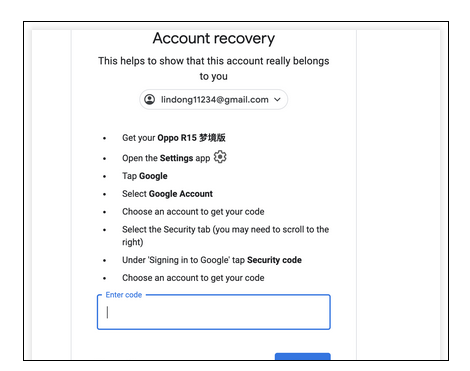 Account recovery
This helps to show that this account really belongs
to you
lindong11234@gmail.com
• Get your Oppo R15 梦境版
• Open the Settings app
• Tap Google
• Select Google Account
• Choose an account to get your code
• Select the Security tab (you may need to scroll to the
right)
• Under 'Signing in to Google' tap Security code
• Choose an account to get your code
Enter code